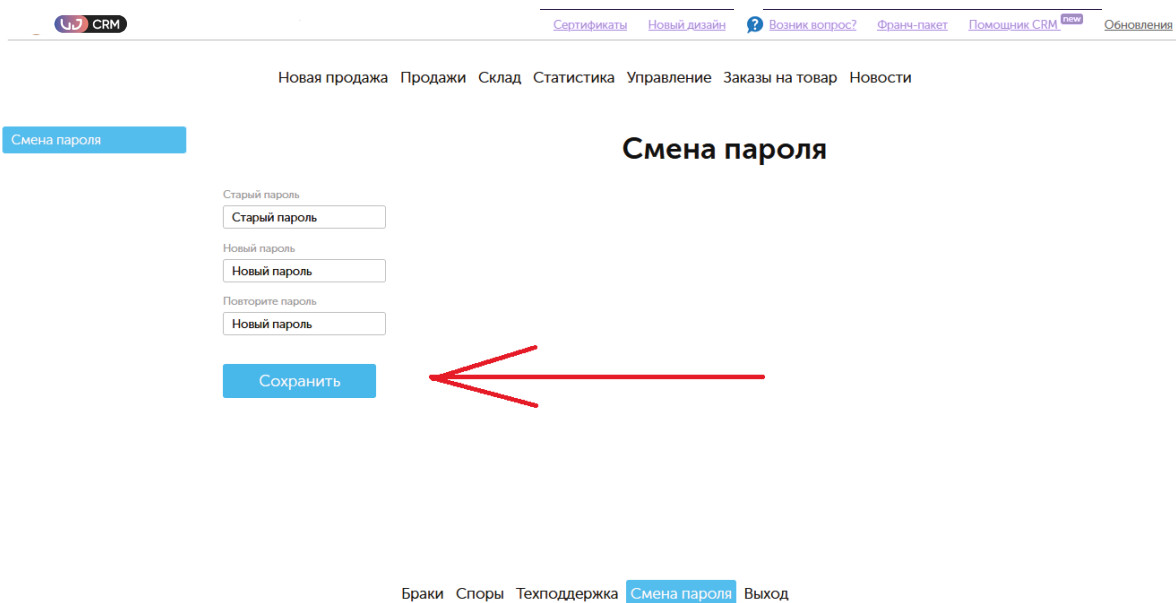 CRM
Сертификаты Новый дизайн ? Возник вопрос? Франч-пакет Помощник CRM new Обновления
Новая продажа Продажи Склад Статистика Управление Заказы на товар Новости
Смена пароля
Смена пароля
Старый пароль
Старый пароль
Новый пароль
Новый пароль
Повторите пароль
Новый пароль
Сохранить
Браки Споры Техподдержка Смена пароля Выход